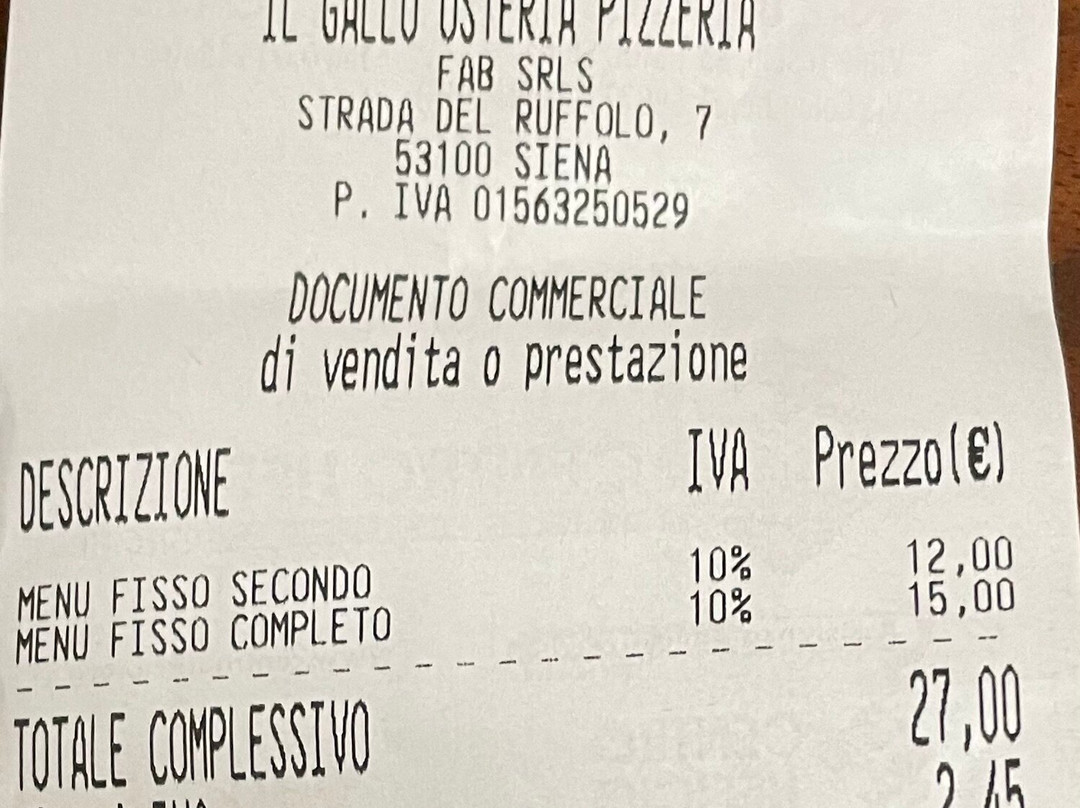 IL GALLO OSTERIA PIZZERIA
FAB SRLS
STRADA DEL RUFFOLO, 7
53100 SIENA
P. IVA 01563250529
DOCUMENTO COMMERCIALE
di vendita o prestazione
DESCRIZIONE IVA Prezzo(€)
MENU FISSO SECONDO 10% 12,00
MENU FISSO COMPLETO 10% 15,00
TOTALE COMPLESSIVO 27,00
2,45